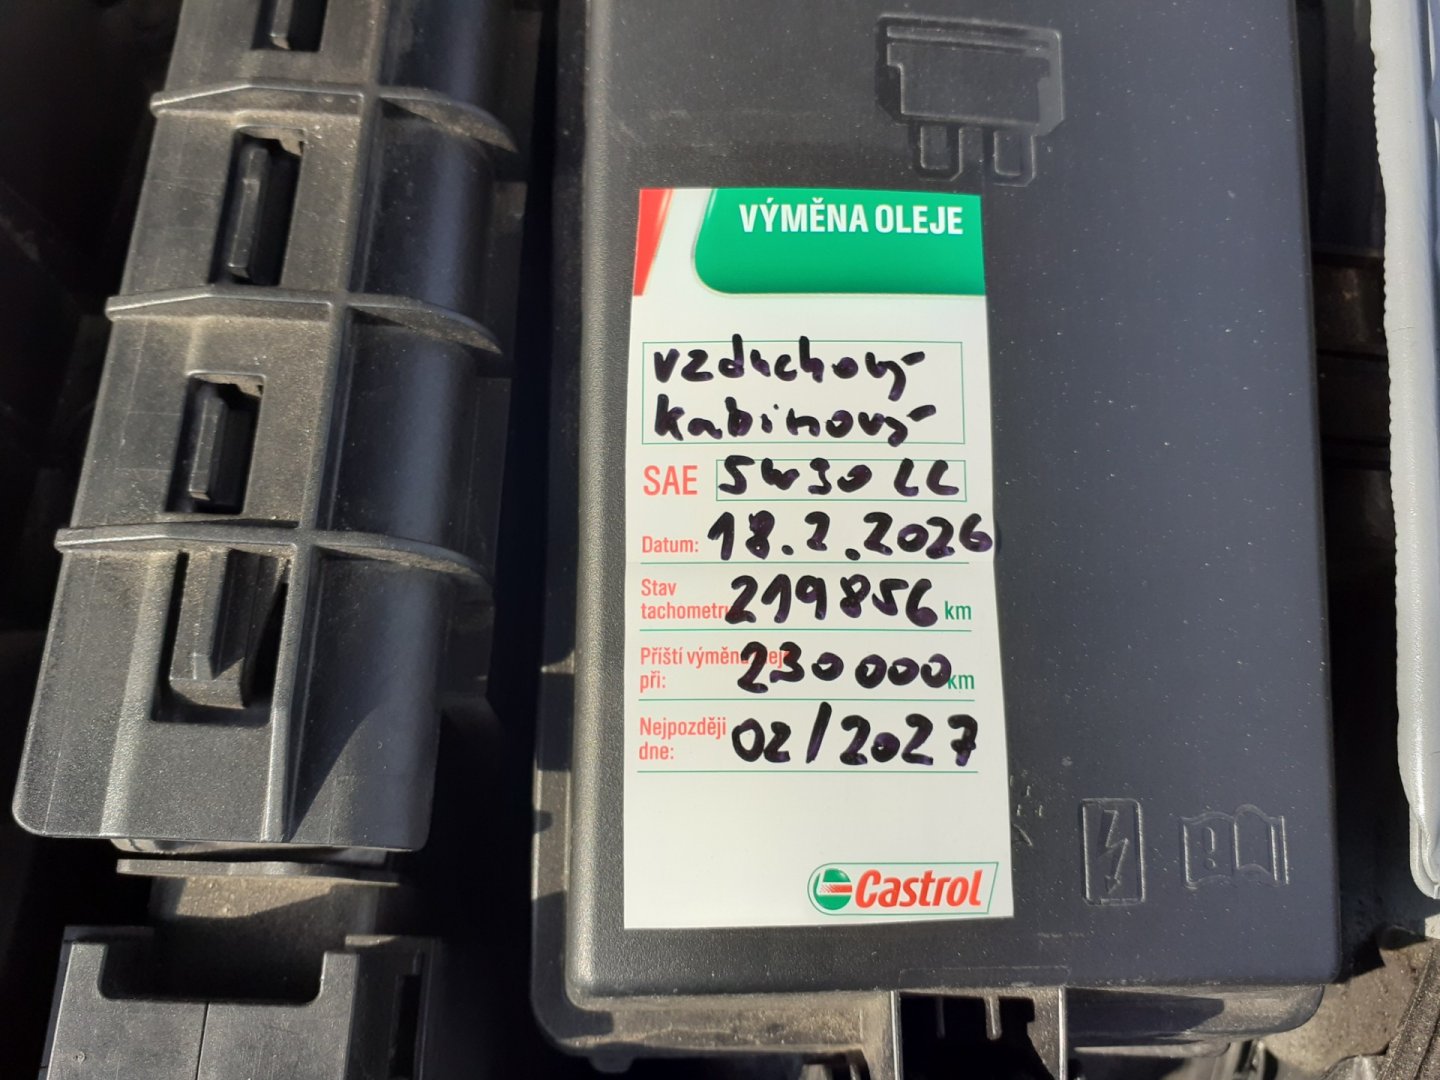 VÝMĚNA OLEJE
vzduchový
kabinový
SAE 5W30 LL
Datum: 18.2.2026
Stav
tachometru 219856 km
Příští výměna oleje
při: 230000 km
Nejpozději
dne: 02/2027
Castrol